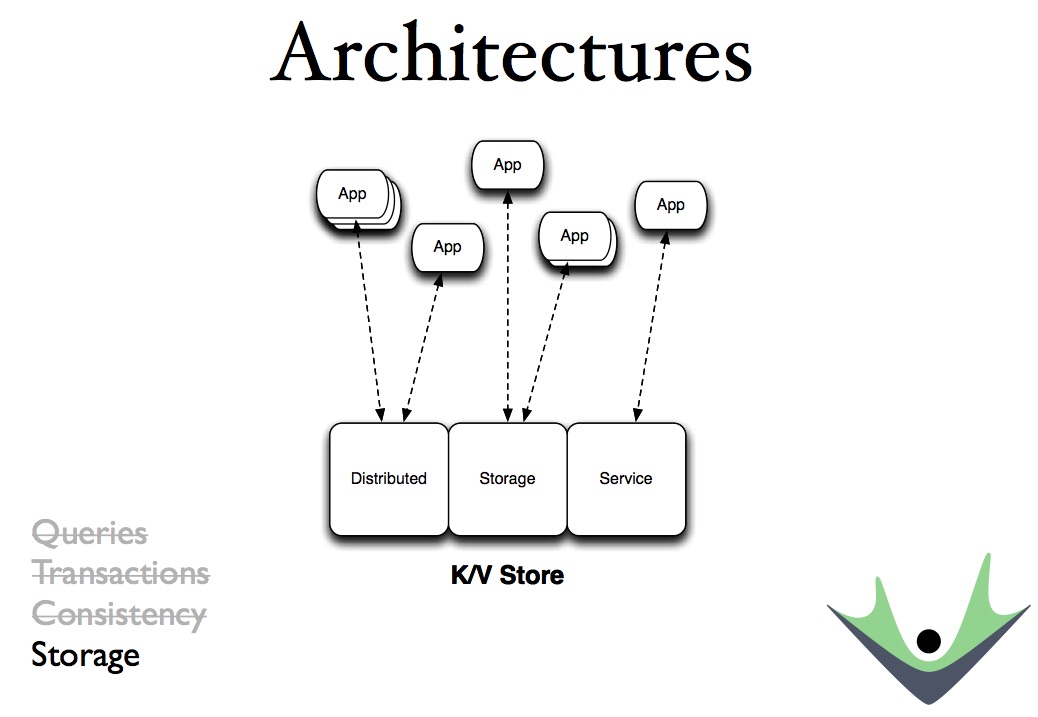 Architectures
App
App
App
App
App
Distributed
Storage
Service
K/V Store
Queries
Transactions
Consistency
Storage